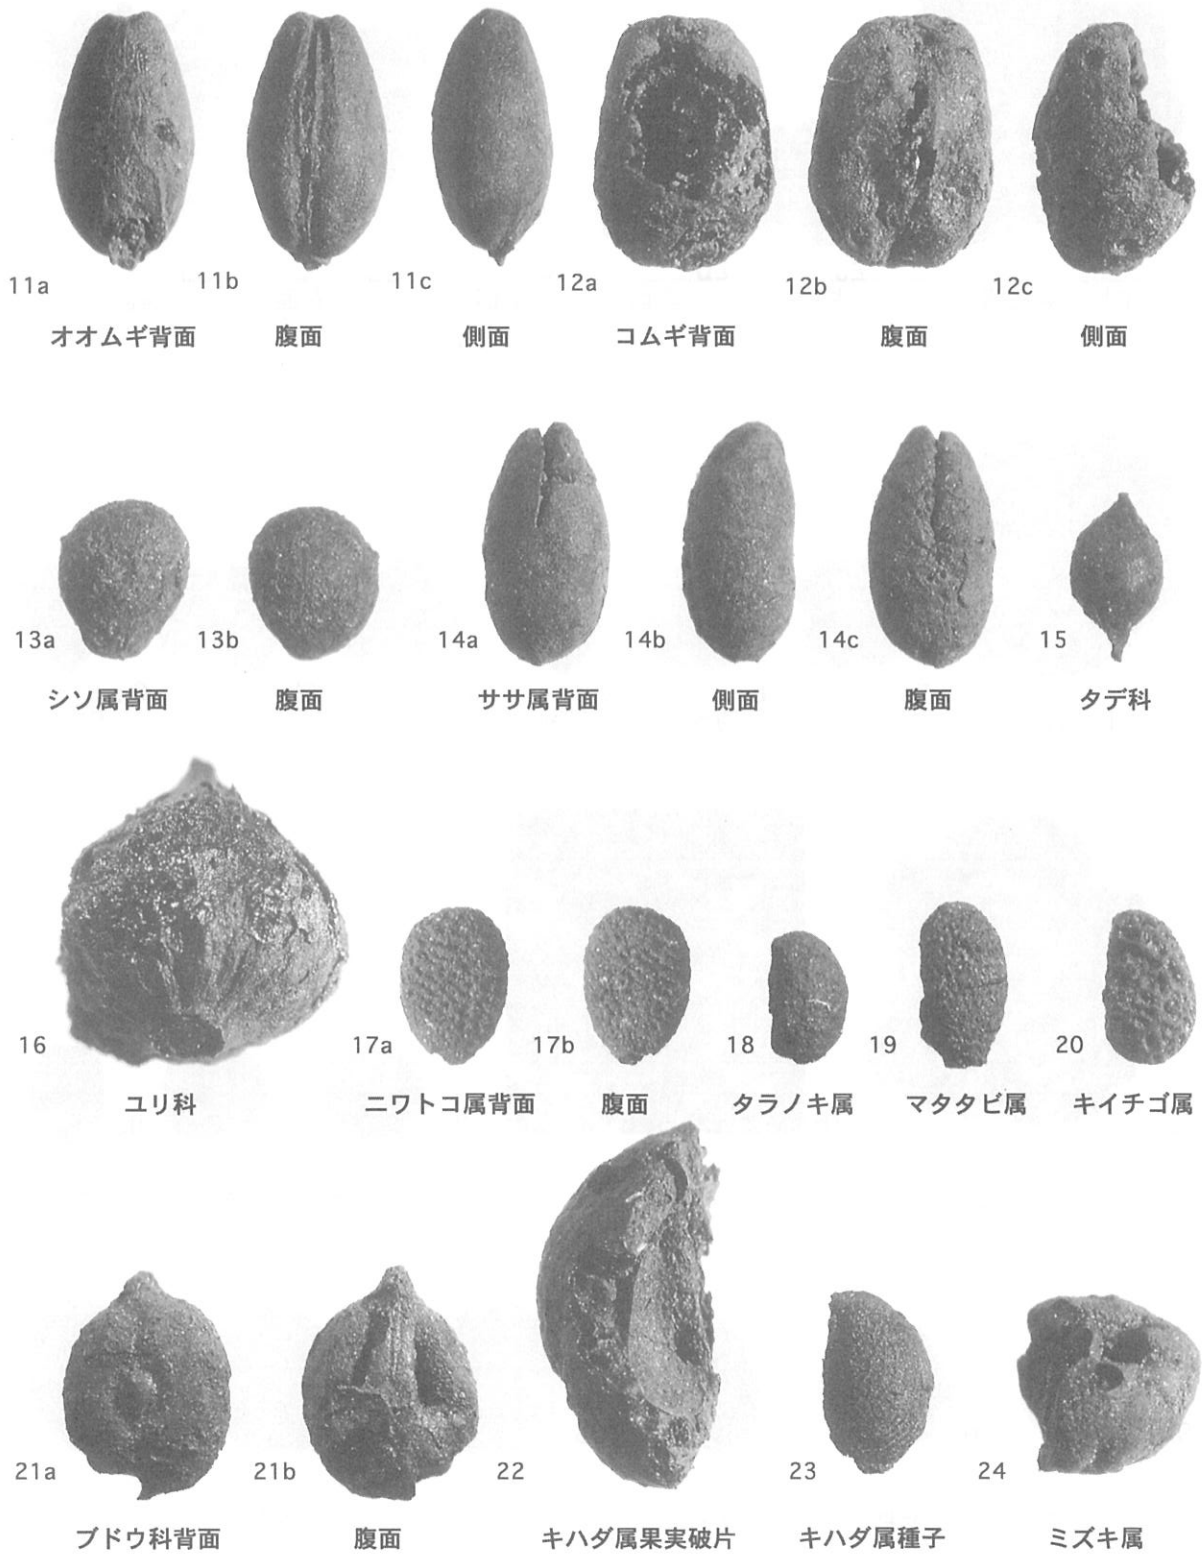 11a 11b 11c 12a 12b 12c
オオムギ背面 腹面 側面 コムギ背面 腹面 側面
13a 13b 14a 14b 14c 15
シソ属背面 腹面 ササ属背面 側面 腹面 タデ科
16 17a 17b 18 19 20
ユリ科 ニワトコ属背面 腹面 タラノキ属 マタタビ属 キイチゴ属
21a 21b 22 23 24
ブドウ科背面 腹面 キハダ属果実破片 キハダ属種子 ミズキ属